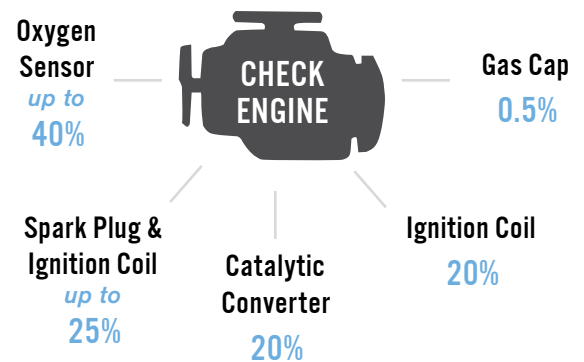 Oxygen
Sensor
up to
40%
CHECK
ENGINE
Gas Cap
0.5%
Spark Plug &
Ignition Coil
up to
25%
Catalytic
Converter
20%
Ignition Coil
20%